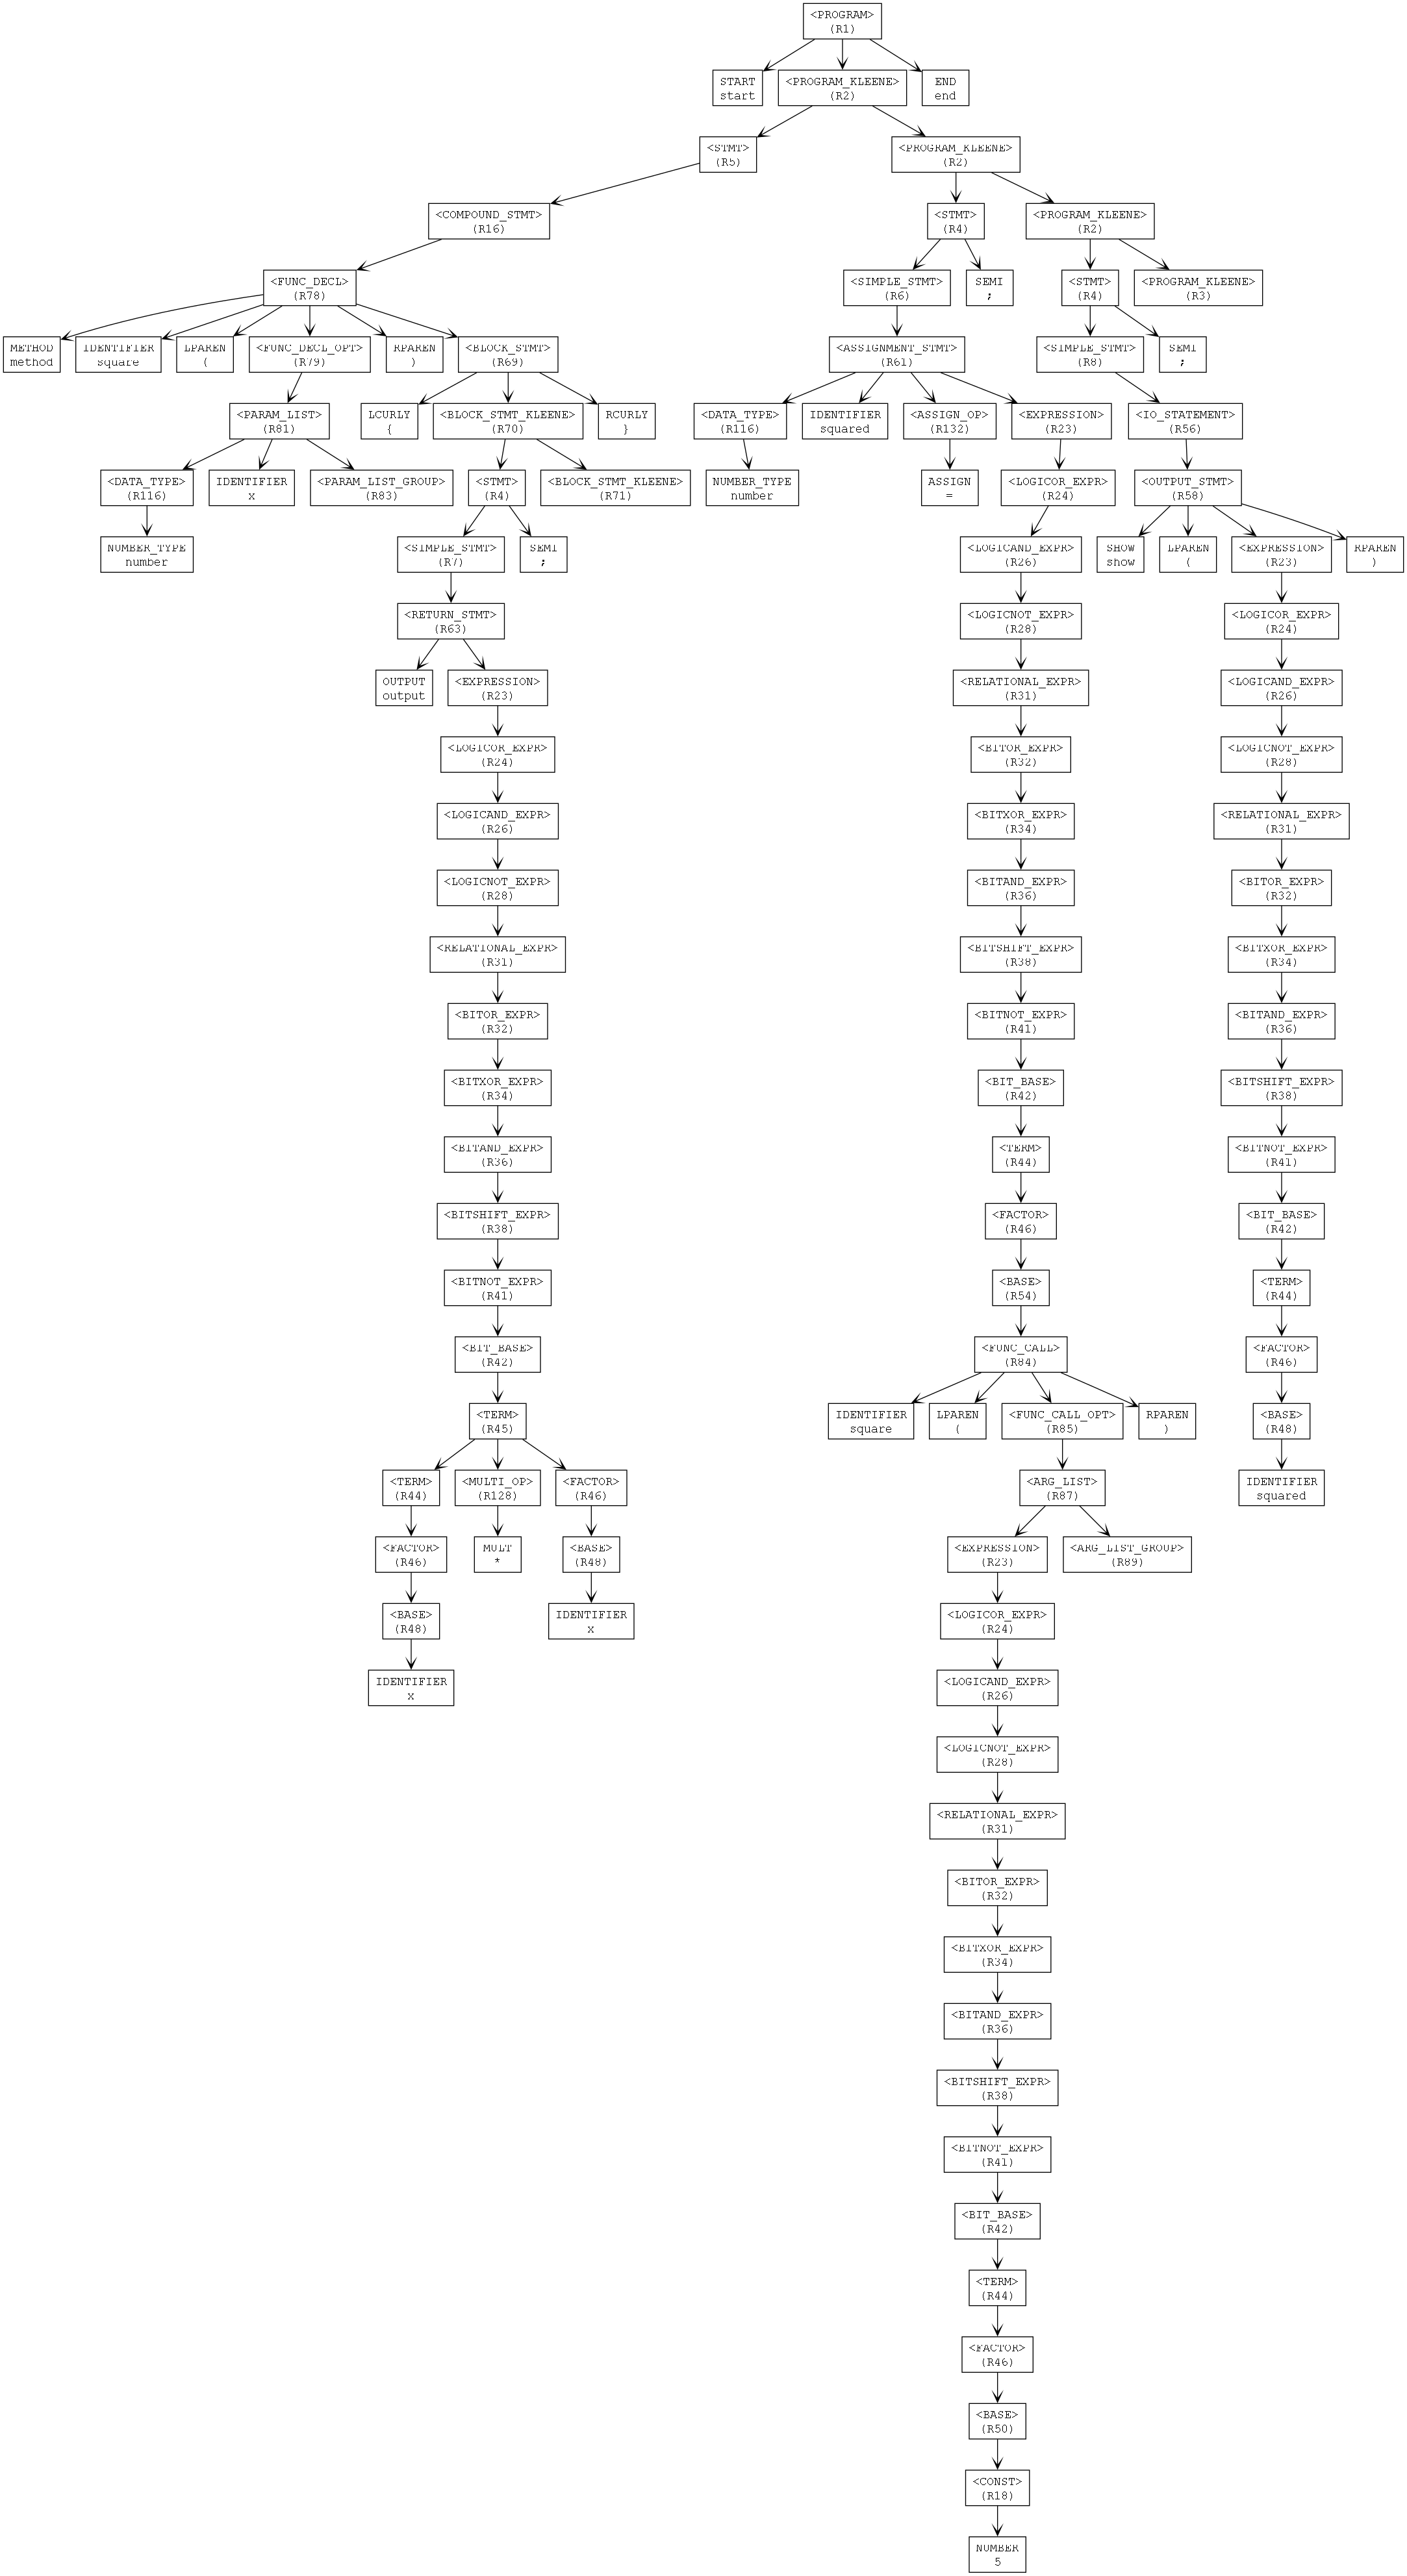 <PROGRAM>
(R1)
START
start
<PROGRAM_KLEENE>
(R2)
END
end
<STMT>
(R5)
<PROGRAM_KLEENE>
(R2)
<COMPOUND_STMT>
(R16)
<STMT>
(R4)
<PROGRAM_KLEENE>
(R2)
<FUNC_DECL>
(R78)
<SIMPLE_STMT>
(R6)
SEMI
;
<STMT>
(R4)
<PROGRAM_KLEENE>
(R3)
METHOD
method
IDENTIFIER
square
LPAREN
(
<FUNC_DECL_OPT>
(R79)
RPAREN
)
<BLOCK_STMT>
(R69)
<ASSIGNMENT_STMT>
(R61)
<SIMPLE_STMT>
(R8)
SEMI
;
<PARAM_LIST>
(R81)
LCURLY
{
<BLOCK_STMT_KLEENE>
(R70)
RCURLY
}
<DATA_TYPE>
(R116)
IDENTIFIER
squared
<ASSIGN_OP>
(R132)
<EXPRESSION>
(R23)
<IO_STATEMENT>
(R56)
<DATA_TYPE>
(R116)
IDENTIFIER
x
<PARAM_LIST_GROUP>
(R83)
<STMT>
(R4)
<BLOCK_STMT_KLEENE>
(R71)
NUMBER_TYPE
number
ASSIGN
=
<LOGICOR_EXPR>
(R24)
<OUTPUT_STMT>
(R58)
NUMBER_TYPE
number
<SIMPLE_STMT>
(R7)
SEMI
;
<LOGICAND_EXPR>
(R26)
SHOW
show
LPAREN
(
<EXPRESSION>
(R23)
RPAREN
)
<RETURN_STMT>
(R63)
<LOGICNOT_EXPR>
(R28)
<LOGICOR_EXPR>
(R24)
OUTPUT
output
<EXPRESSION>
(R23)
<RELATIONAL_EXPR>
(R31)
<LOGICAND_EXPR>
(R26)
<LOGICOR_EXPR>
(R24)
<BITOR_EXPR>
(R32)
<LOGICNOT_EXPR>
(R28)
<LOGICAND_EXPR>
(R26)
<BITXOR_EXPR>
(R34)
<RELATIONAL_EXPR>
(R31)
<LOGICNOT_EXPR>
(R28)
<BITAND_EXPR>
(R36)
<BITOR_EXPR>
(R32)
<RELATIONAL_EXPR>
(R31)
<BITSHIFT_EXPR>
(R38)
<BITXOR_EXPR>
(R34)
<BITOR_EXPR>
(R32)
<BITNOT_EXPR>
(R41)
<BITAND_EXPR>
(R36)
<BITXOR_EXPR>
(R34)
<BIT_BASE>
(R42)
<BITSHIFT_EXPR>
(R38)
<BITAND_EXPR>
(R36)
<TERM>
(R44)
<BITNOT_EXPR>
(R41)
<BITSHIFT_EXPR>
(R38)
<FACTOR>
(R46)
<BIT_BASE>
(R42)
<BITNOT_EXPR>
(R41)
<BASE>
(R54)
<TERM>
(R44)
<BIT_BASE>
(R42)
<FUNC_CALL>
(R84)
<FACTOR>
(R46)
<TERM>
(R45)
IDENTIFIER
square
LPAREN
(
<FUNC_CALL_OPT>
(R85)
RPAREN
)
<BASE>
(R48)
<TERM>
(R44)
<MULTI_OP>
(R128)
<FACTOR>
(R46)
<ARG_LIST>
(R87)
IDENTIFIER
squared
<FACTOR>
(R46)
MULT
*
<BASE>
(R48)
<EXPRESSION>
(R23)
<ARG_LIST_GROUP>
(R89)
<BASE>
(R48)
IDENTIFIER
x
<LOGICOR_EXPR>
(R24)
IDENTIFIER
x
<LOGICAND_EXPR>
(R26)
<LOGICNOT_EXPR>
(R28)
<RELATIONAL_EXPR>
(R31)
<BITOR_EXPR>
(R32)
<BITXOR_EXPR>
(R34)
<BITAND_EXPR>
(R36)
<BITSHIFT_EXPR>
(R38)
<BITNOT_EXPR>
(R41)
<BIT_BASE>
(R42)
<TERM>
(R44)
<FACTOR>
(R46)
<BASE>
(R50)
<CONST>
(R18)
NUMBER
5